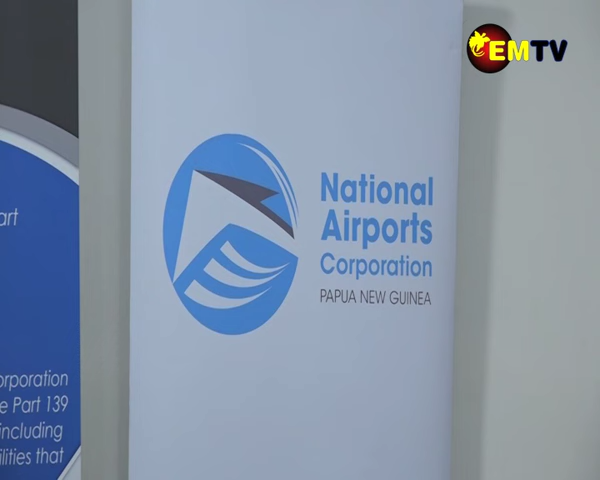 EMTV
National
Airports
Corporation
PAPUA NEW GUINEA
art
orporation
e Part 139
including
ilities that